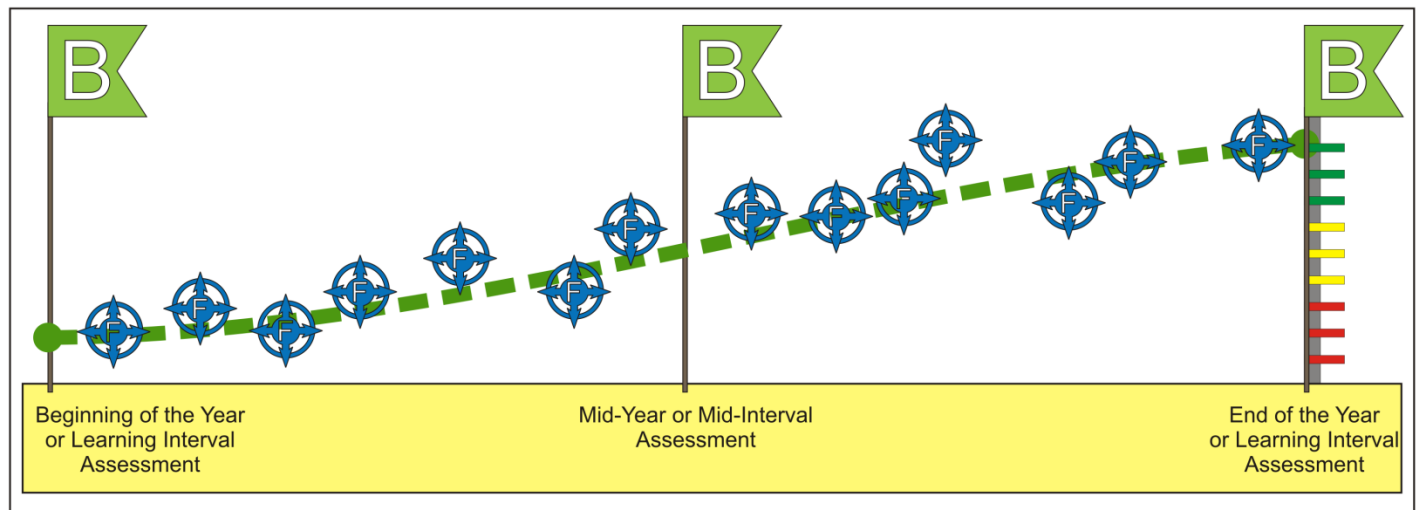 B
B
B
F
F
F
F
F
F
F
F
F
F
F
F
F
F
Beginning of the Year
or Learning Interval
Assessment
Mid-Year or Mid-Interval
Assessment
End of the Year
or Learning Interval
Assessment